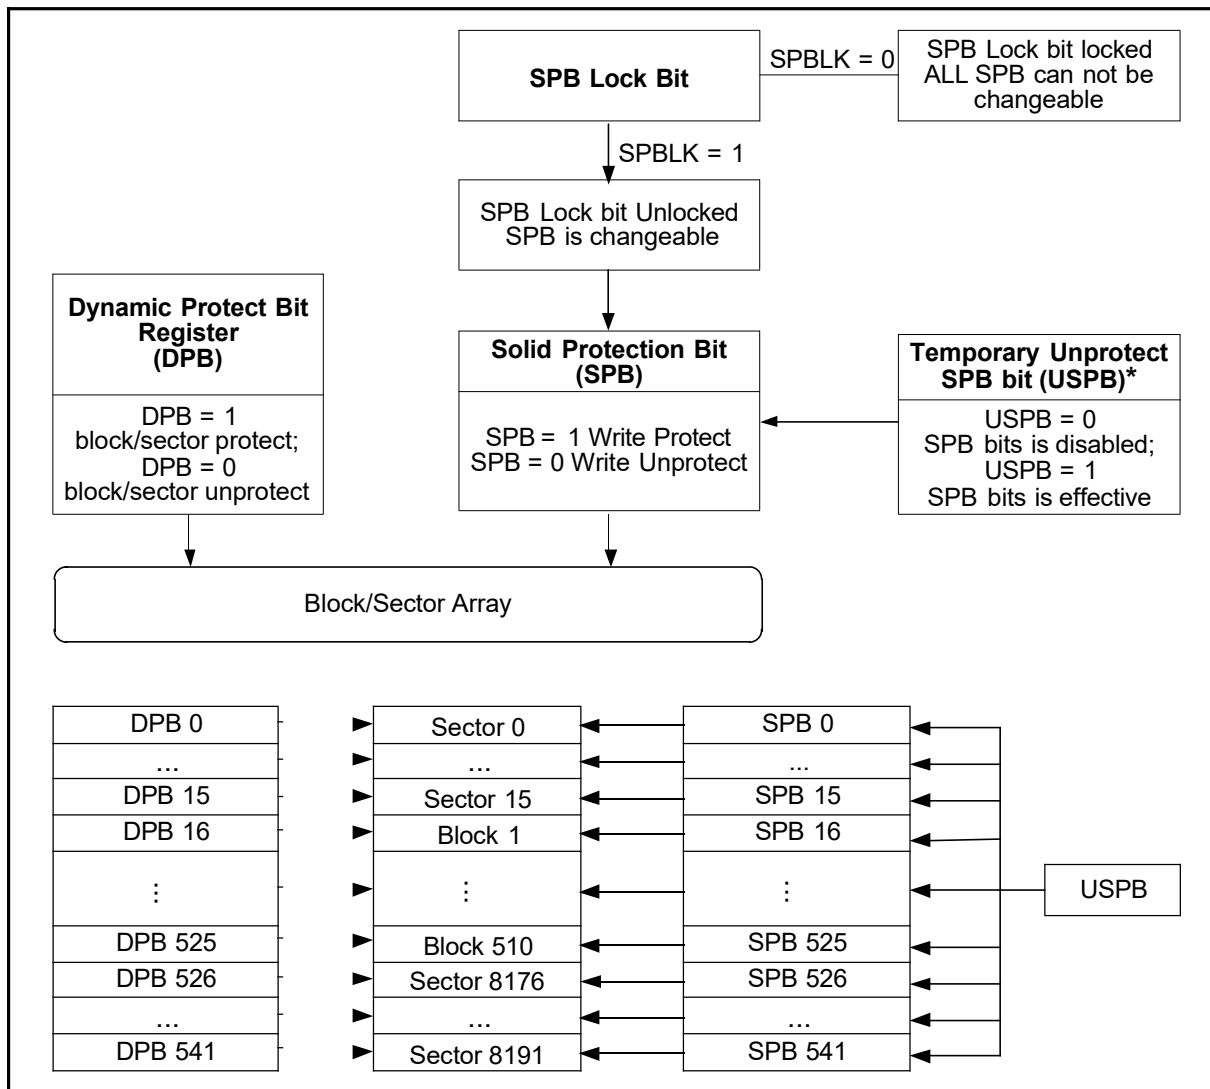 SPB Lock Bit
SPBLK = 0
SPB Lock bit locked
ALL SPB can not be
changeable
SPBLK = 1
SPB Lock bit Unlocked
SPB is changeable
Dynamic Protect Bit
Register
(DPB)
DPB = 1
block/sector protect;
DPB = 0
block/sector unprotect
Solid Protection Bit
(SPB)
SPB = 1 Write Protect
SPB = 0 Write Unprotect
Temporary Unprotect
SPB bit (USPB)*
USPB = 0
SPB bits is disabled;
USPB = 1
SPB bits is effective
Block/Sector Array
DPB 0
Sector 0
SPB 0
...
...
...
DPB 15
Sector 15
SPB 15
DPB 16
Block 1
SPB 16
⋮
⋮
⋮
USPB
DPB 525
Block 510
SPB 525
DPB 526
Sector 8176
SPB 526
...
...
...
DPB 541
Sector 8191
SPB 541